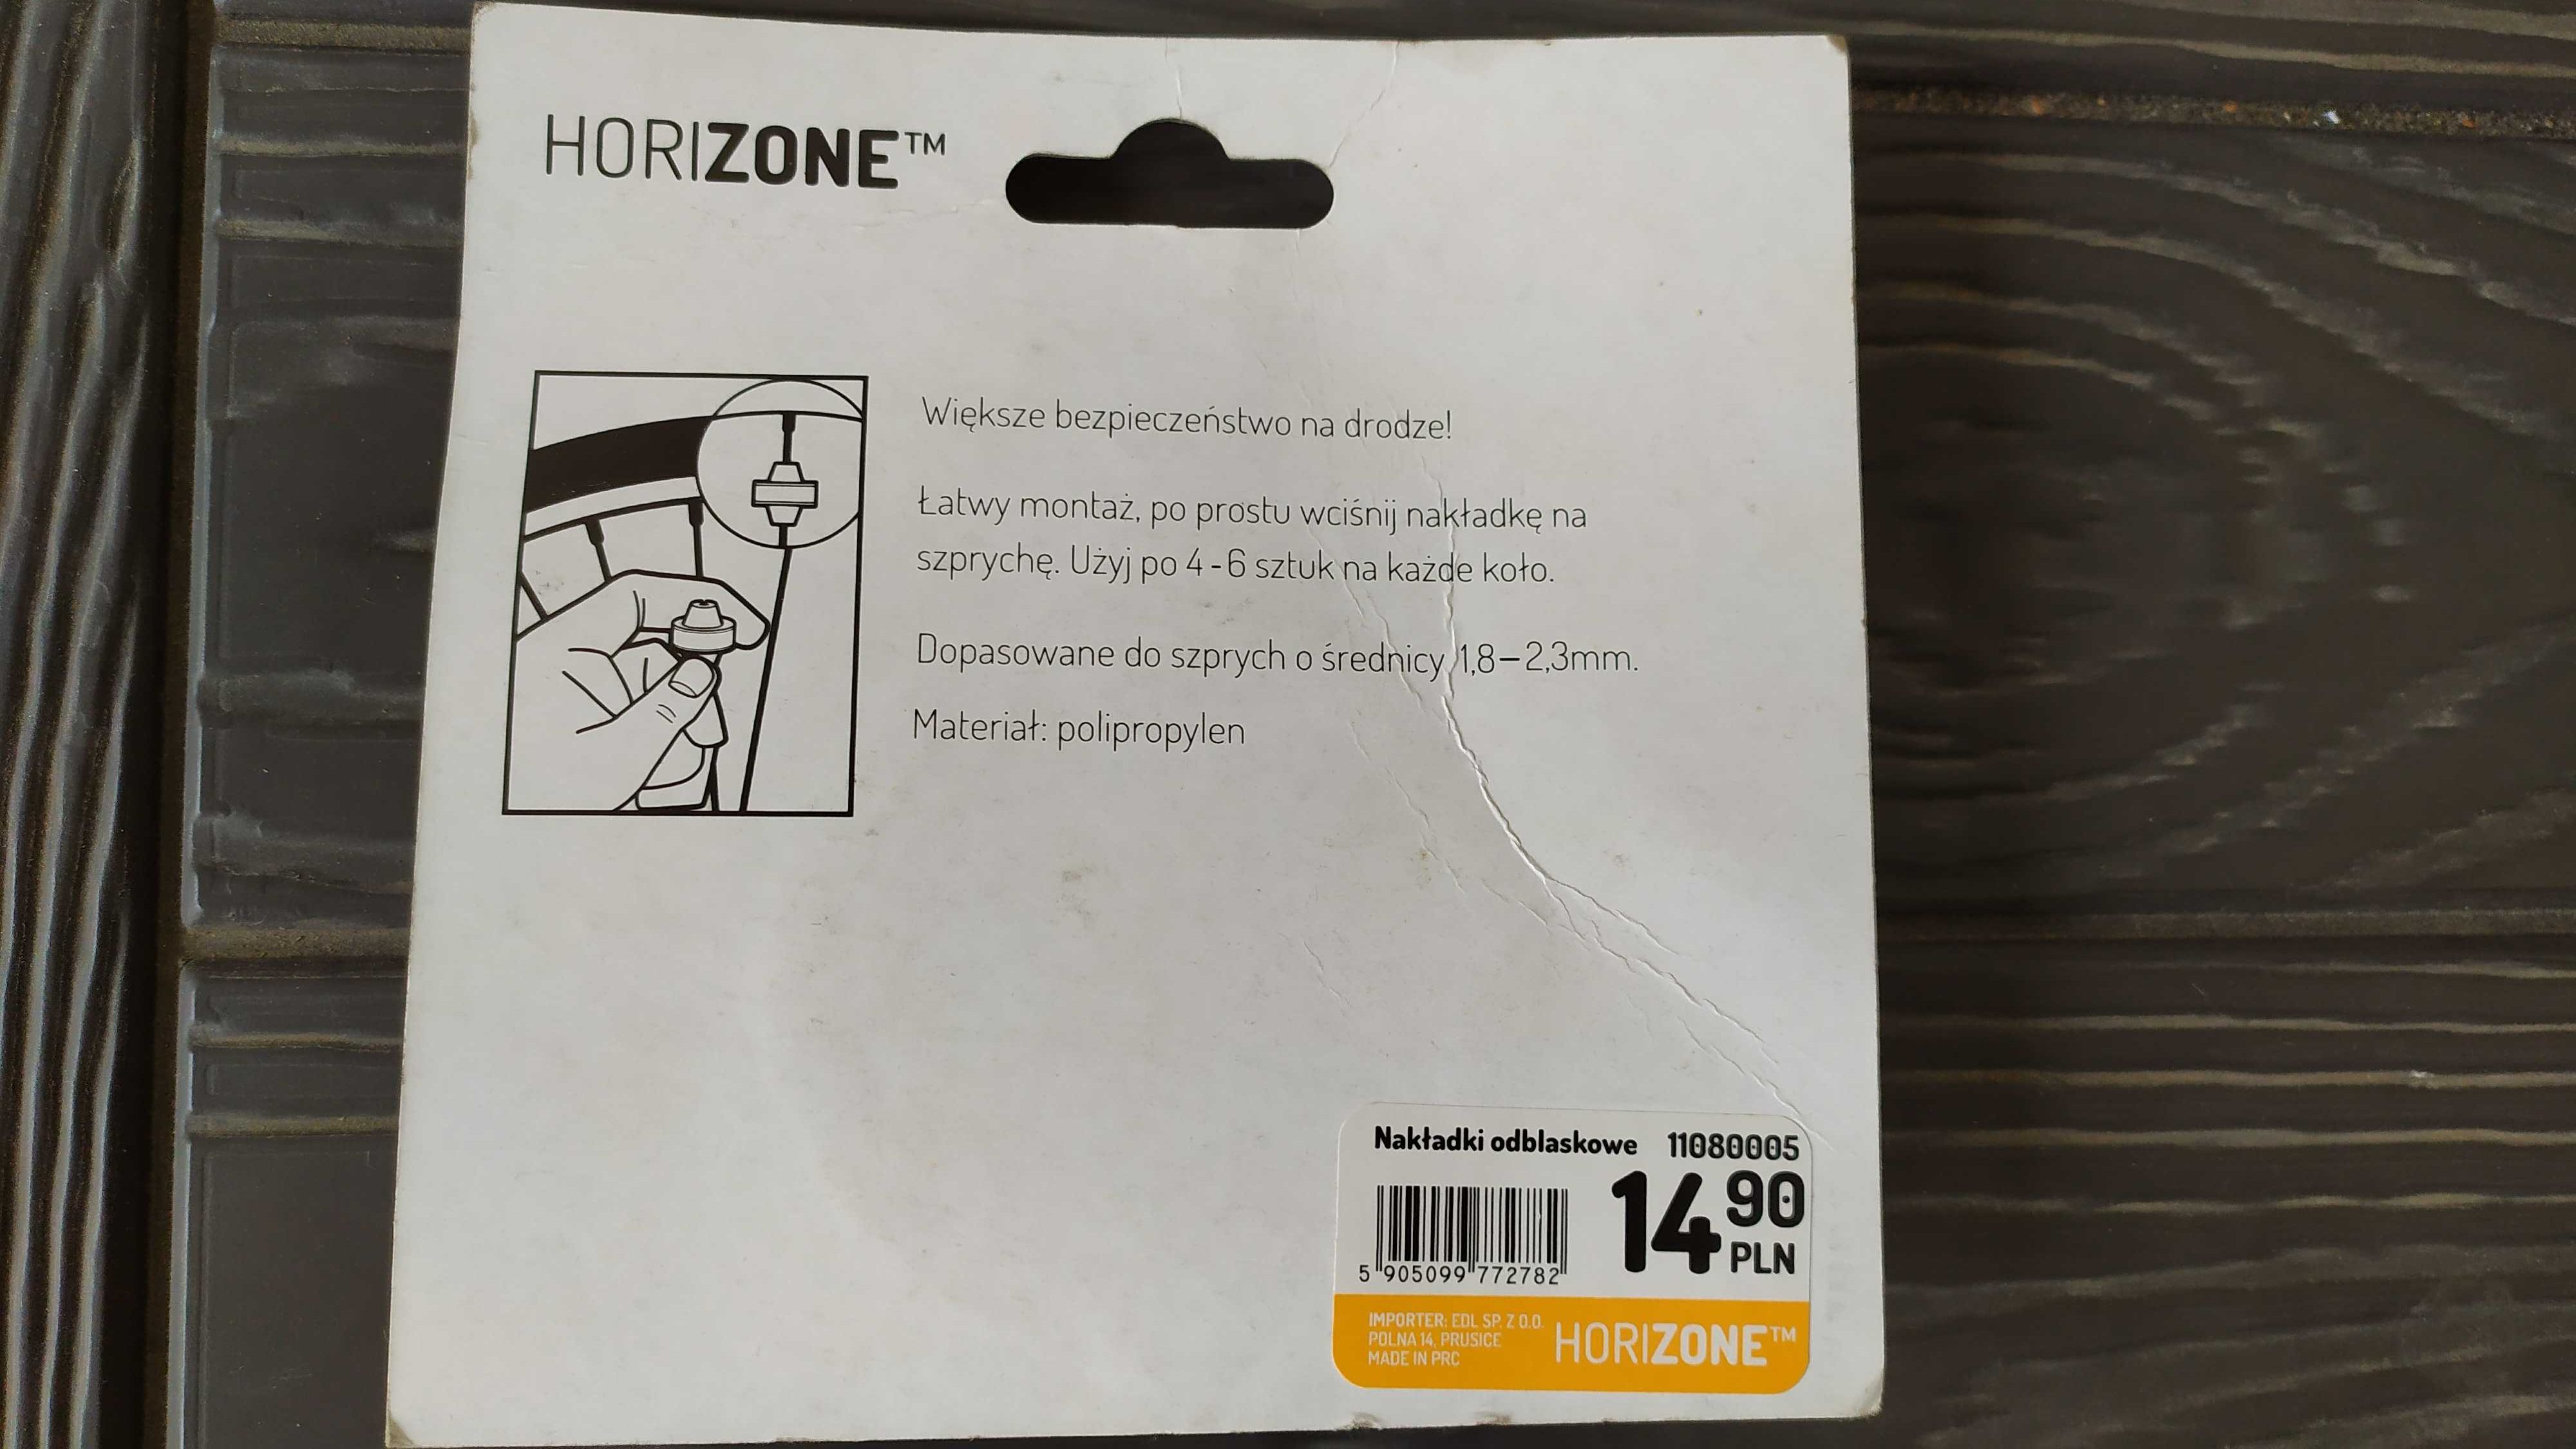 HORIZONE™
Większe bezpieczeństwo na drodze!
Łatwy montaż, po prostu wciśnij nakładkę na
szprychę. Użyj po 4-6 sztuk na każde koło.
Dopasowane do szprych o średnicy 1,8–2,3mm.
Materiał: polipropylen
Nakładki odblaskowe 11080005
14 90
PLN
5 905099 772782
IMPORTER: EDL SP. Z O.O.
POLNA 14, PRUSICE
MADE IN PRC
HORIZONE™